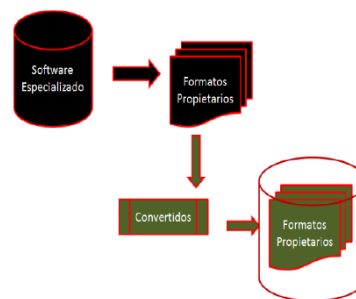 Software
Especializado
Formatos
Propietarios
Convertidos
Formatos
Propietarios